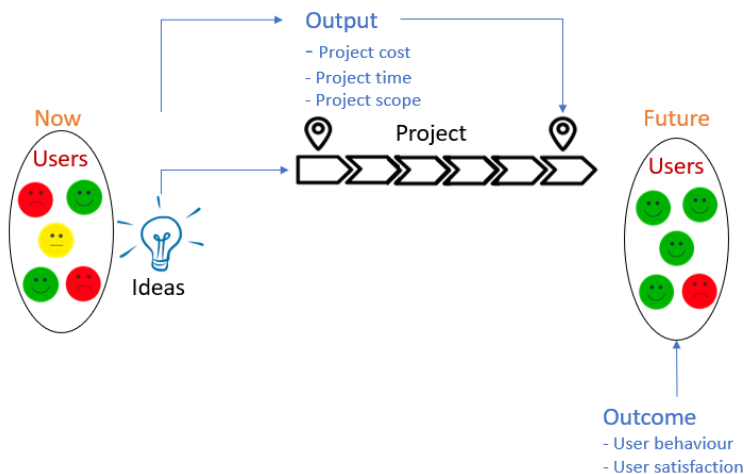 Output
- Project cost
- Project time
- Project scope
Now
Users
Ideas
Project
Future
Users
Outcome
- User behaviour
- User satisfaction